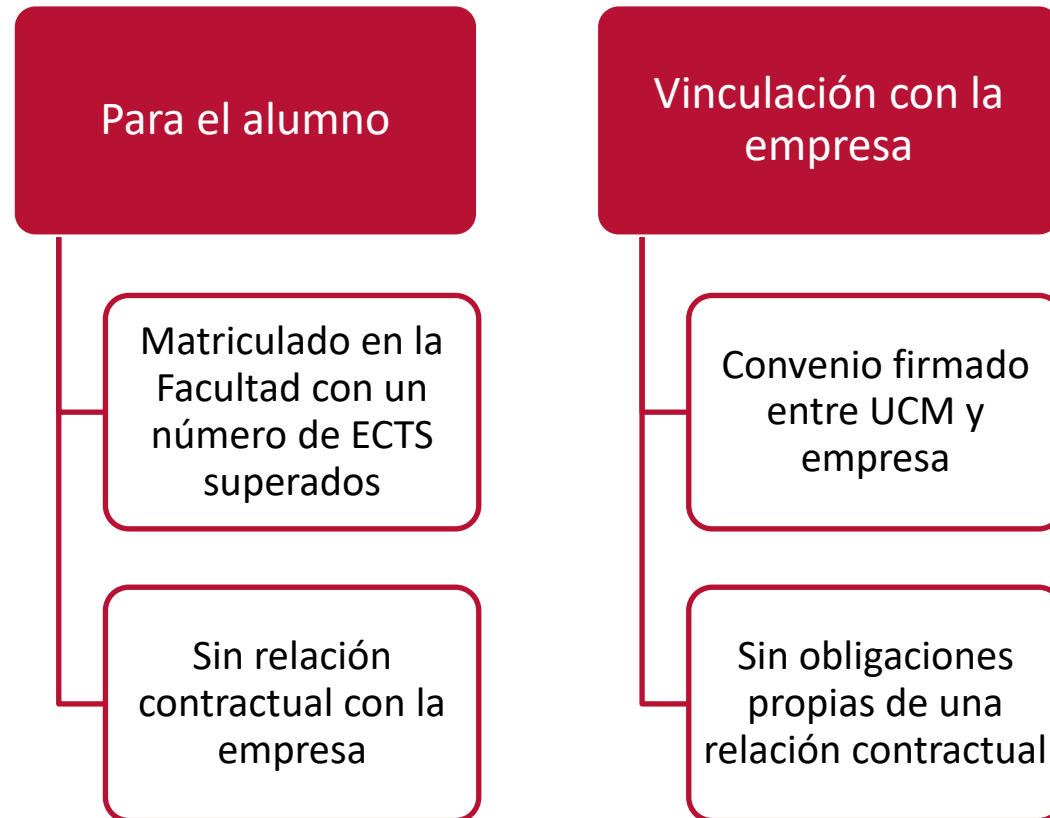 Para el alumno
Matriculado en la
Facultad con un
número de ECTS
superados
Sin relación
contractual con la
empresa
Vinculación con la
empresa
Convenio firmado
entre UCM y
empresa
Sin obligaciones
propias de una
relación contractual